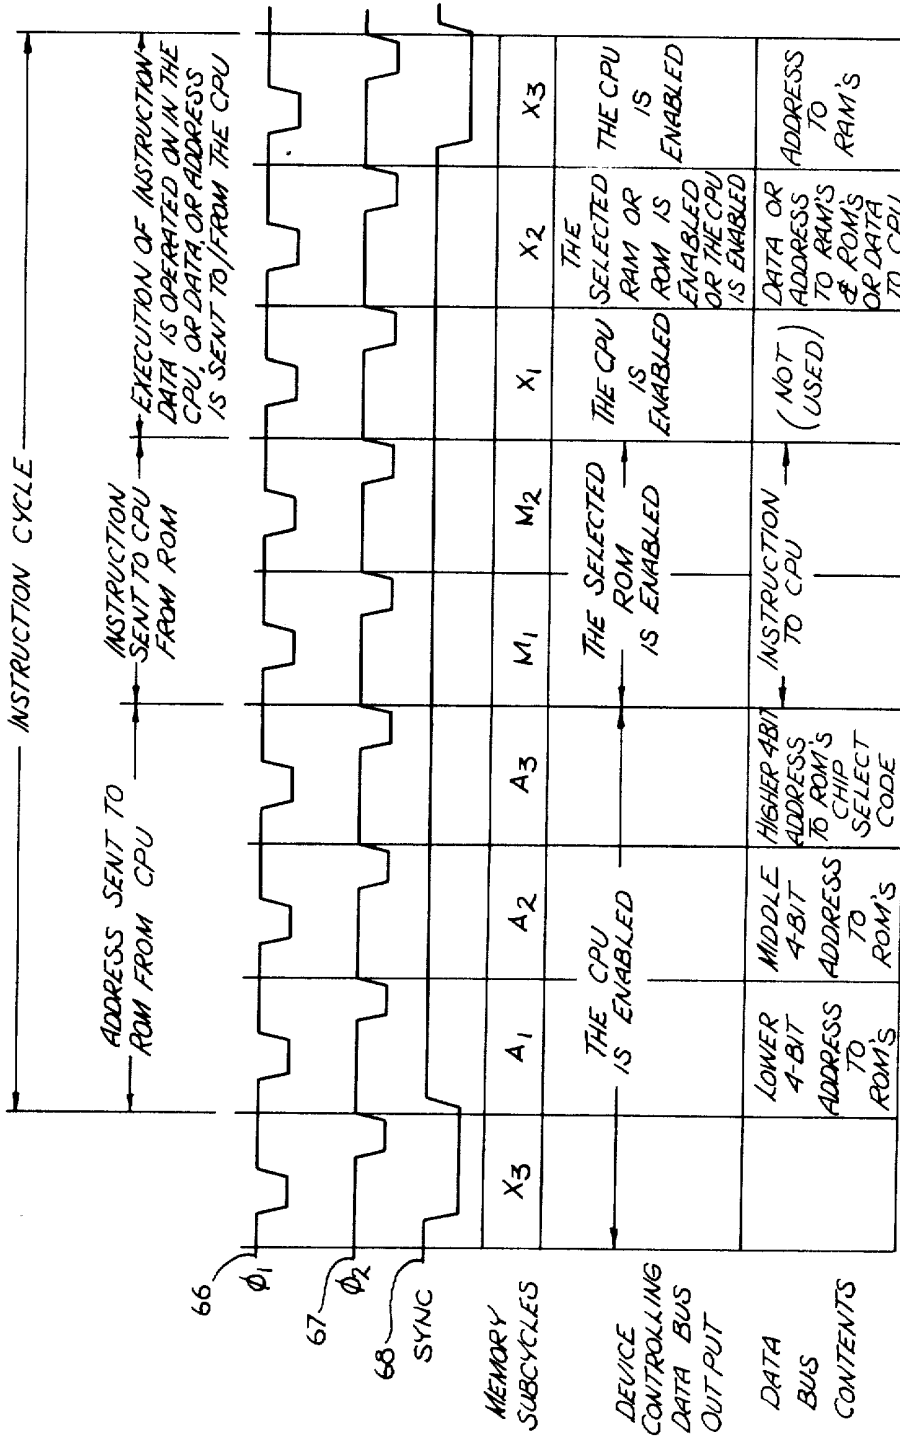 INSTRUCTION CYCLE
ADDRESS SENT TO
ROM FROM CPU
INSTRUCTION
SENT TO CPU
FROM ROM
EXECUTION OF INSTRUCTION
DATA IS OPERATED ON IN THE
CPU, OR DATA, OR ADDRESS
IS SENT TO/FROM THE CPU
66
φ1
67
φ2
68
SYNC
MEMORY
SUBCYCLES
X3
A1
A2
A3
M1
M2
X1
X2
X3
DEVICE
CONTROLLING
DATA BUS
OUTPUT
THE CPU
IS ENABLED
THE SELECTED
ROM
IS ENABLED
THE CPU
IS
ENABLED
THE
SELECTED
RAM OR
ROM IS
ENABLED
OR THE CPU
IS ENABLED
THE CPU
IS
ENABLED
DATA
BUS
CONTENTS
LOWER
4-BIT
ADDRESS
TO
ROM'S
MIDDLE
4-BIT
ADDRESS
TO
ROM'S
HIGHER 4-BIT
ADDRESS
TO ROM'S
CHIP
SELECT
CODE
INSTRUCTION
TO CPU
(NOT
USED)
DATA OR
ADDRESS
TO RAM'S
& ROM'S
OR DATA
TO CPU
ADDRESS
TO
RAM'S